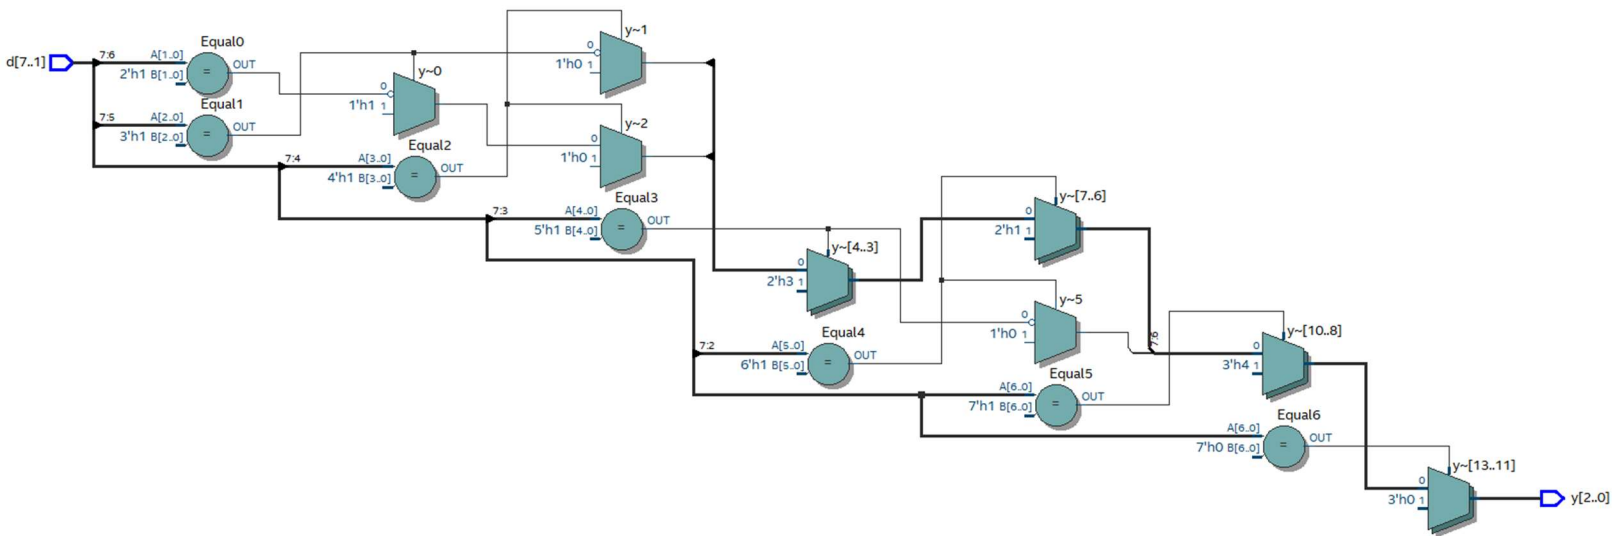 d[7..1]
7:6
A[1..0]
2'h1 B[1..0]
Equal0
=
OUT
7:5
A[2..0]
3'h1 B[2..0]
Equal1
=
OUT
y~0
0
1'h1 1
7:4
A[3..0]
4'h1 B[3..0]
Equal2
=
OUT
y~1
0
1'h0 1
y~2
0
1'h0 1
7:3
A[4..0]
5'h1 B[4..0]
Equal3
=
OUT
y~[4..3]
0
2'h3 1
7:2
A[5..0]
6'h1 B[5..0]
Equal4
=
OUT
y~[7..6]
0
2'h1 1
y~5
0
1'h0 1
7:6
A[6..0]
7'h1 B[6..0]
Equal5
=
OUT
y~[10..8]
0
3'h4 1
A[6..0]
7'h0 B[6..0]
Equal6
=
OUT
y~[13..11]
0
3'h0 1
y[2..0]